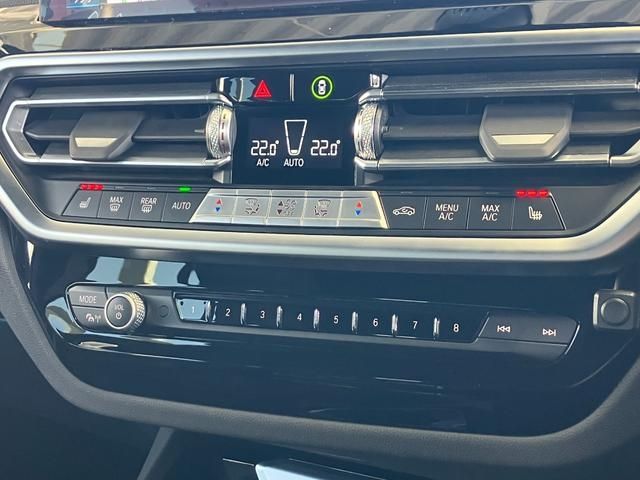 22.0° 22.0°
A/C AUTO
MAX REAR AUTO MENU A/C MAX A/C
MODE VOL 1 2 3 4 5 6 7 8